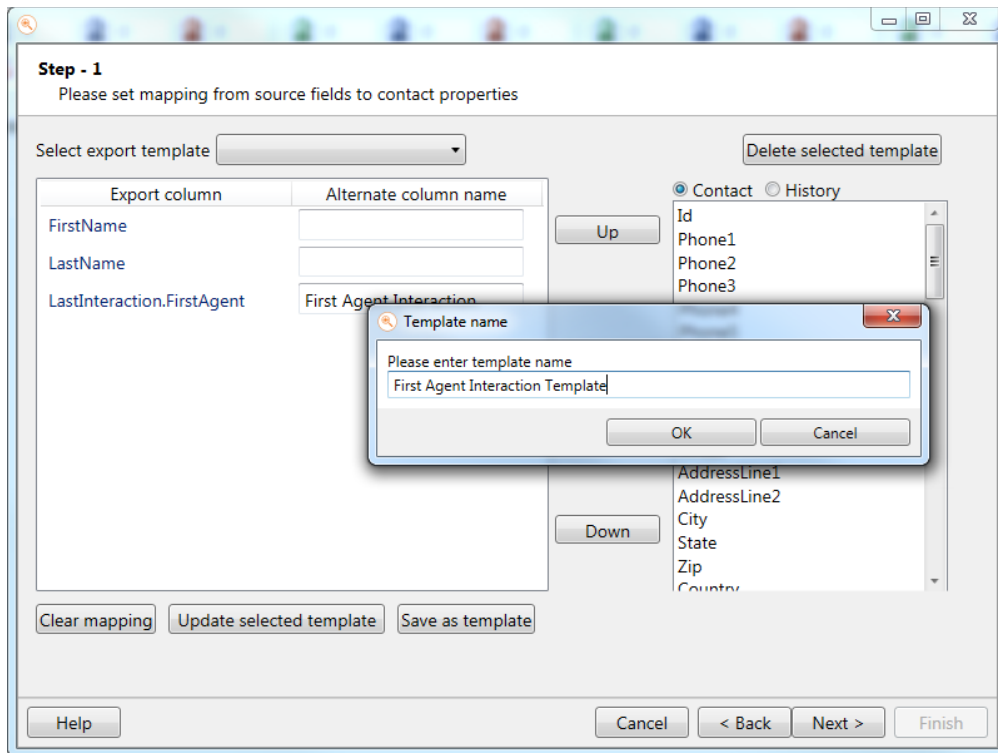 Step - 1
Please set mapping from source fields to contact properties
Select export template
Delete selected template
Export column Alternate column name
FirstName
LastName
LastInteraction.FirstAgent First Agent Interaction
Up
Down
Contact History
Id
Phone1
Phone2
Phone3
Template name
Please enter template name
First Agent Interaction Template
OK Cancel
AddressLine1
AddressLine2
City
State
Zip
Country
Clear mapping Update selected template Save as template
Help Cancel < Back Next > Finish